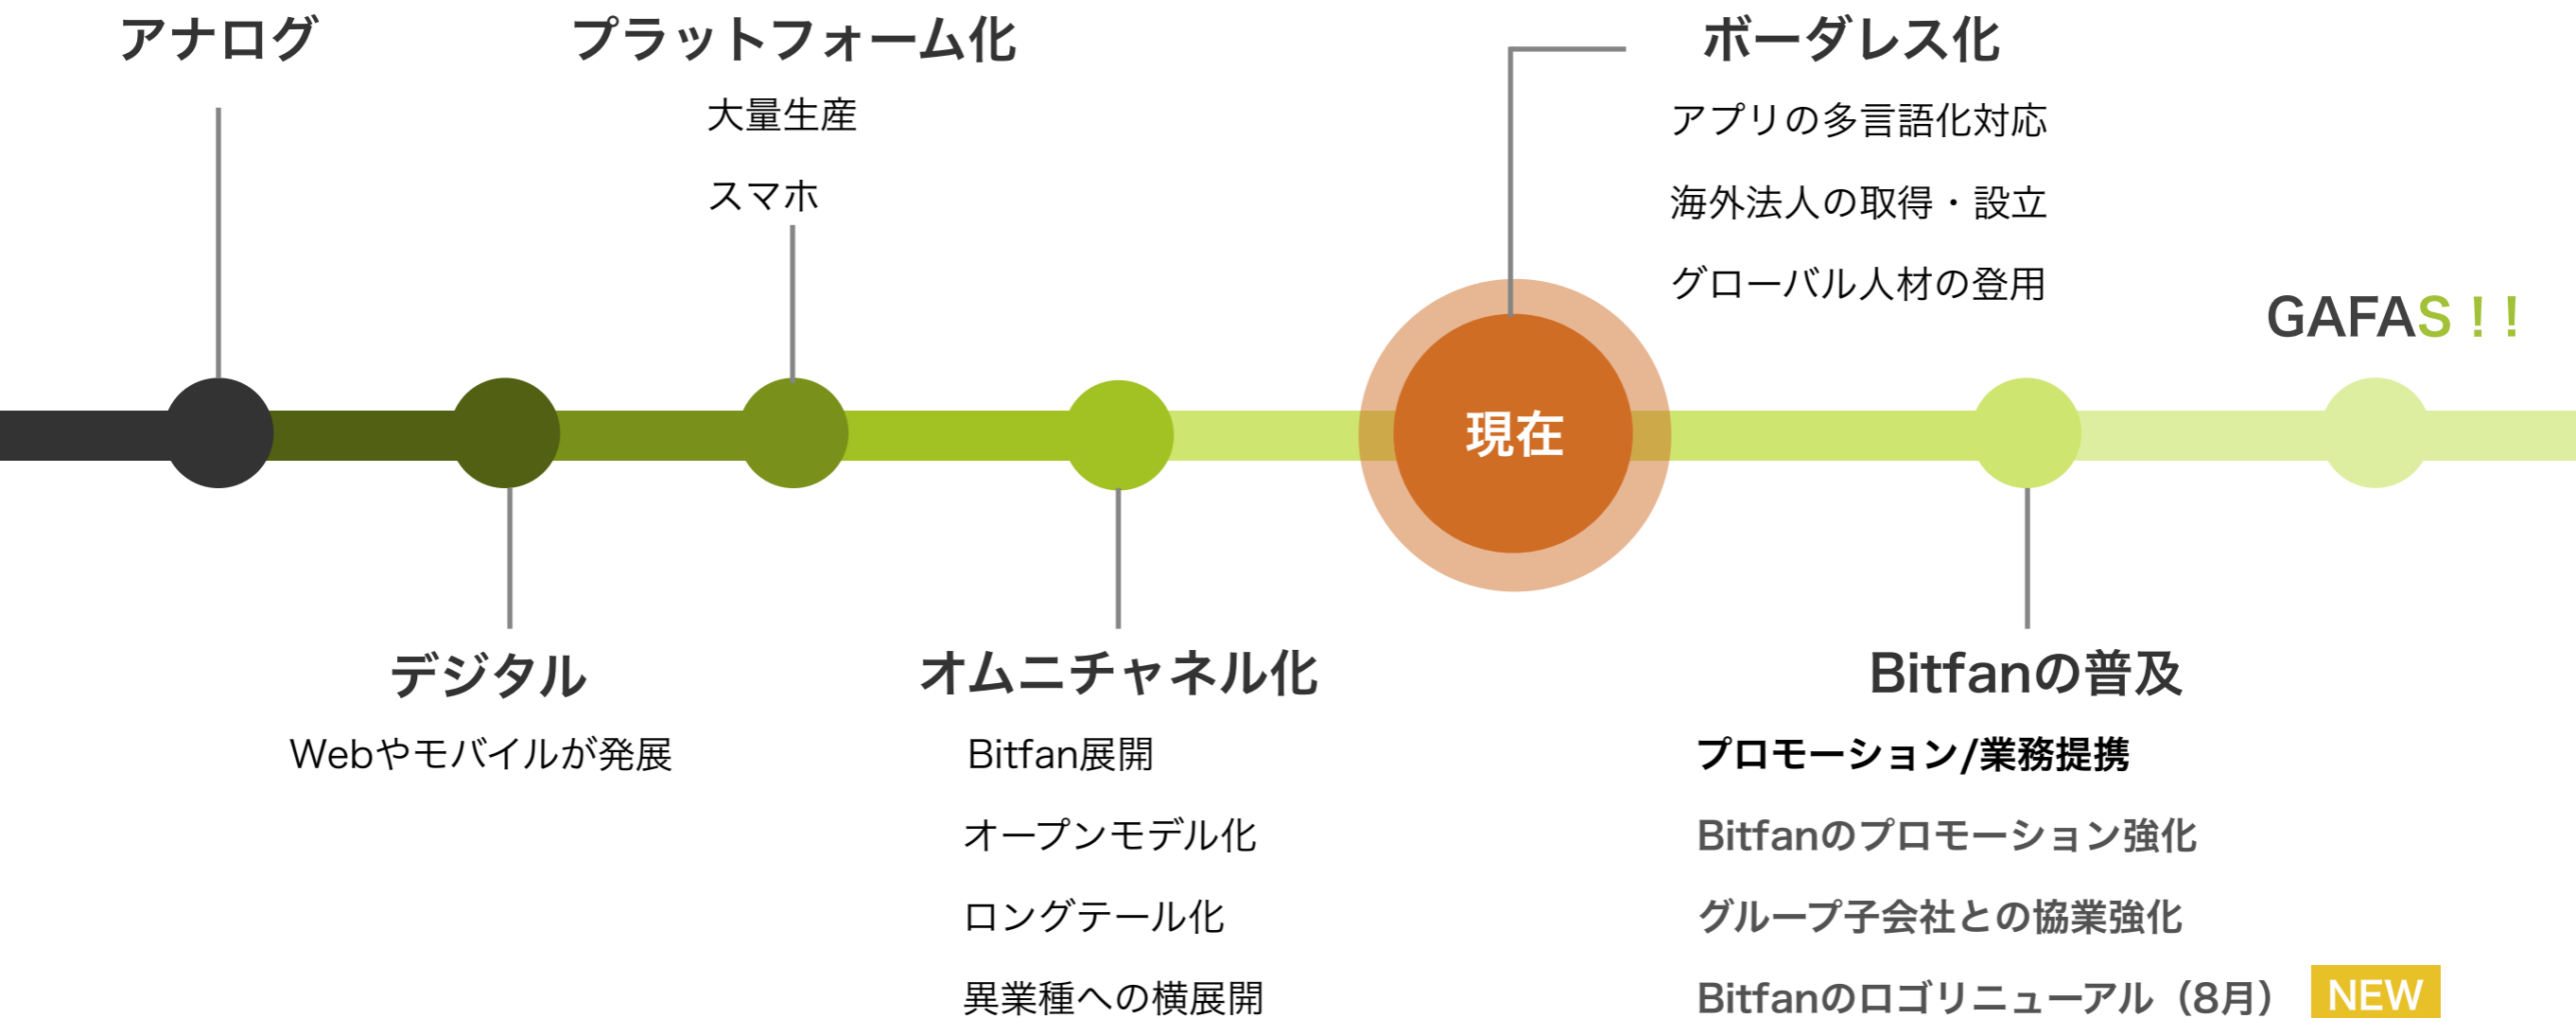 アナログ
プラットフォーム化
大量生産
スマホ
ボーダレス化
アプリの多言語化対応
海外法人の取得・設立
グローバル人材の登用
GAFAS！！
現在
デジタル
Webやモバイルが発展
オムニチャネル化
Bitfan展開
オープンモデル化
ロングテール化
異業種への横展開
Bitfanの普及
プロモーション/業務提携
Bitfanのプロモーション強化
グループ子会社との協業強化
Bitfanのロゴリニューアル（8月） NEW